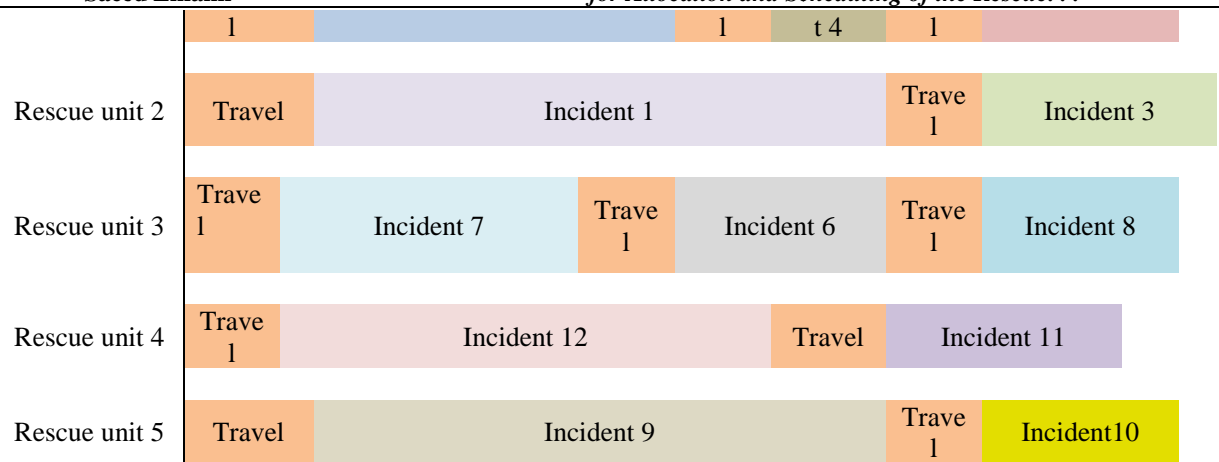 Saeed Emami for Allocation and Scheduling of the Rescue. . .
l l t 4 l
Rescue unit 2 Travel Incident 1 Trave
l Incident 3
Rescue unit 3 Trave
l Incident 7 Trave
l Incident 6 Trave
l Incident 8
Rescue unit 4 Trave
l Incident 12 Travel Incident 11
Rescue unit 5 Travel Incident 9 Trave
l Incident10